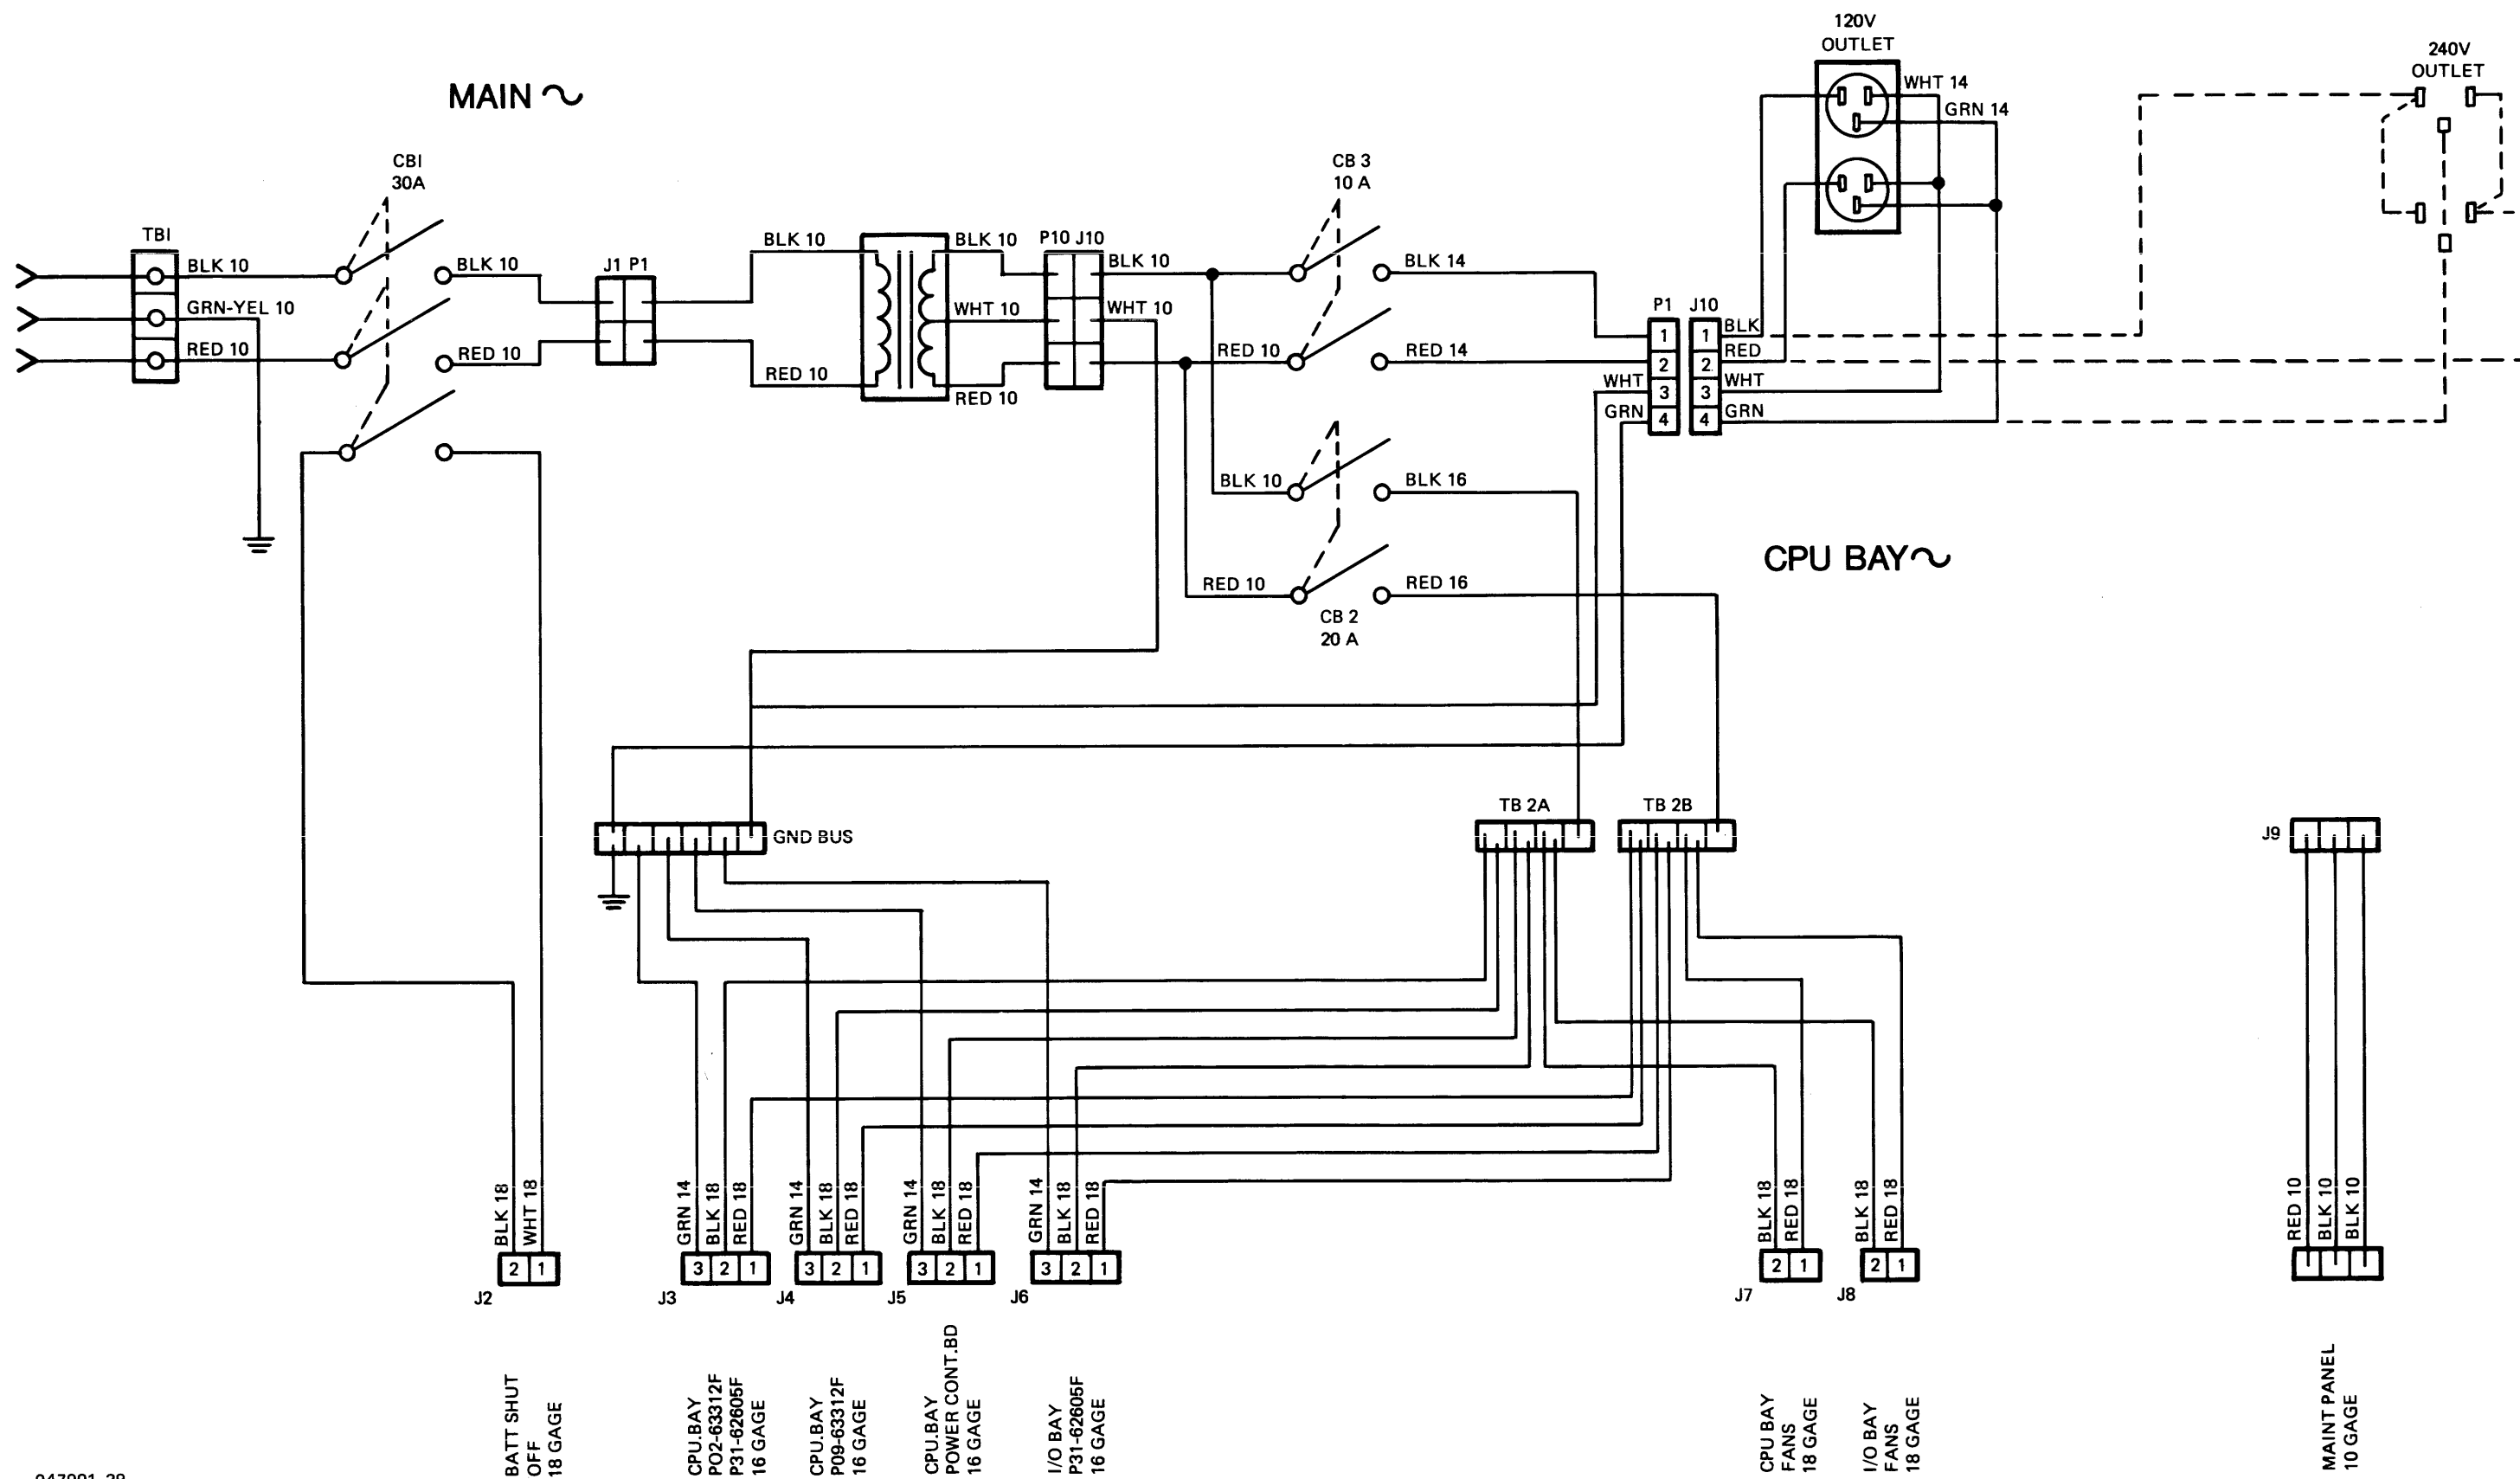 120V
OUTLET
240V
OUTLET
WHT 14
GRN 14
MAIN ∿
CBI
30A
CB 3
10 A
TBI
BLK 10
GRN-YEL 10
RED 10
BLK 10
RED 10
J1 P1
BLK 10
RED 10
BLK 10
WHT 10
RED 10
P10 J10
BLK 10
WHT 10
RED 10
BLK 14
RED 14
P1 J10
1 1 BLK
2 2 RED
WHT 3 3 WHT
GRN 4 4 GRN
BLK 10
BLK 16
RED 10
RED 16
CB 2
20 A
CPU BAY ∿
GND BUS
TB 2A
TB 2B
J9
BLK 18
WHT 18
GRN 14
BLK 18
RED 18
GRN 14
BLK 18
RED 18
GRN 14
BLK 18
RED 18
GRN 14
BLK 18
RED 18
BLK 18
RED 18
BLK 18
RED 18
RED 10
BLK 10
BLK 10
2 1
3 2 1
3 2 1
3 2 1
3 2 1
2 1
2 1
J2
J3
J4
J5
J6
J7
J8
BATT SHUT
OFF
18 GAGE
CPU.BAY
PO2-63312F
P31-62605F
16 GAGE
CPU.BAY
P09-63312F
16 GAGE
CPU.BAY
POWER CONT.BD
16 GAGE
I/O BAY
P31-62605F
16 GAGE
CPU BAY
FANS
18 GAGE
I/O BAY
FANS
18 GAGE
MAINT PANEL
10 GAGE